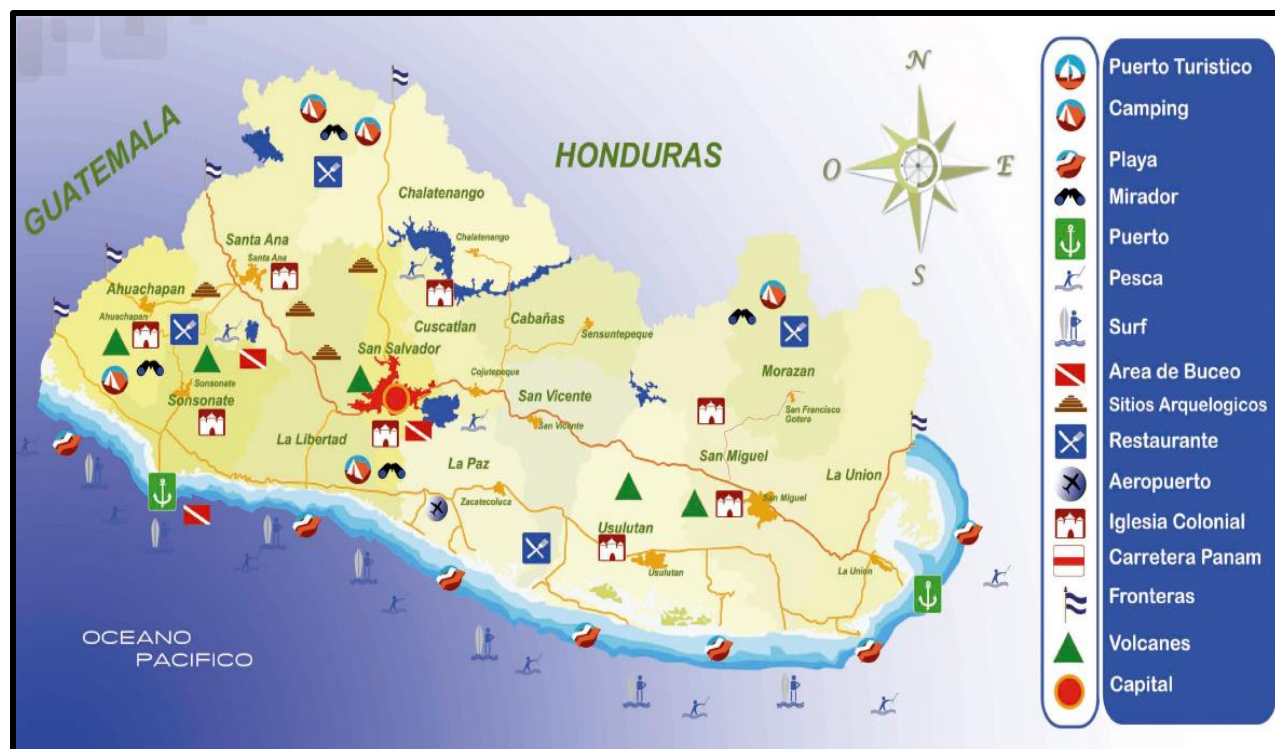 N
GUATEMALA
HONDURAS
O
E
S
Chalatenango
Chalatenango
Santa Ana
Santa Ana
Ahuachapan
Ahuachapan
Cuscatlan
Cabañas
Sensuntepeque
San Salvador
Cojutepeque
Sonsonate
Sonsonate
Morazan
San Vicente
San Vicente
San Francisco
Gotera
La Libertad
La Paz
San Miguel
San Miguel
La Union
La Union
Zacatecoluca
Usulutan
Usulutan
OCEANO
PACIFICO
Puerto Turistico
Camping
Playa
Mirador
Puerto
Pesca
Surf
Area de Buceo
Sitios Arquelogicos
Restaurante
Aeropuerto
Iglesia Colonial
Carretera Panam
Fronteras
Volcanes
Capital